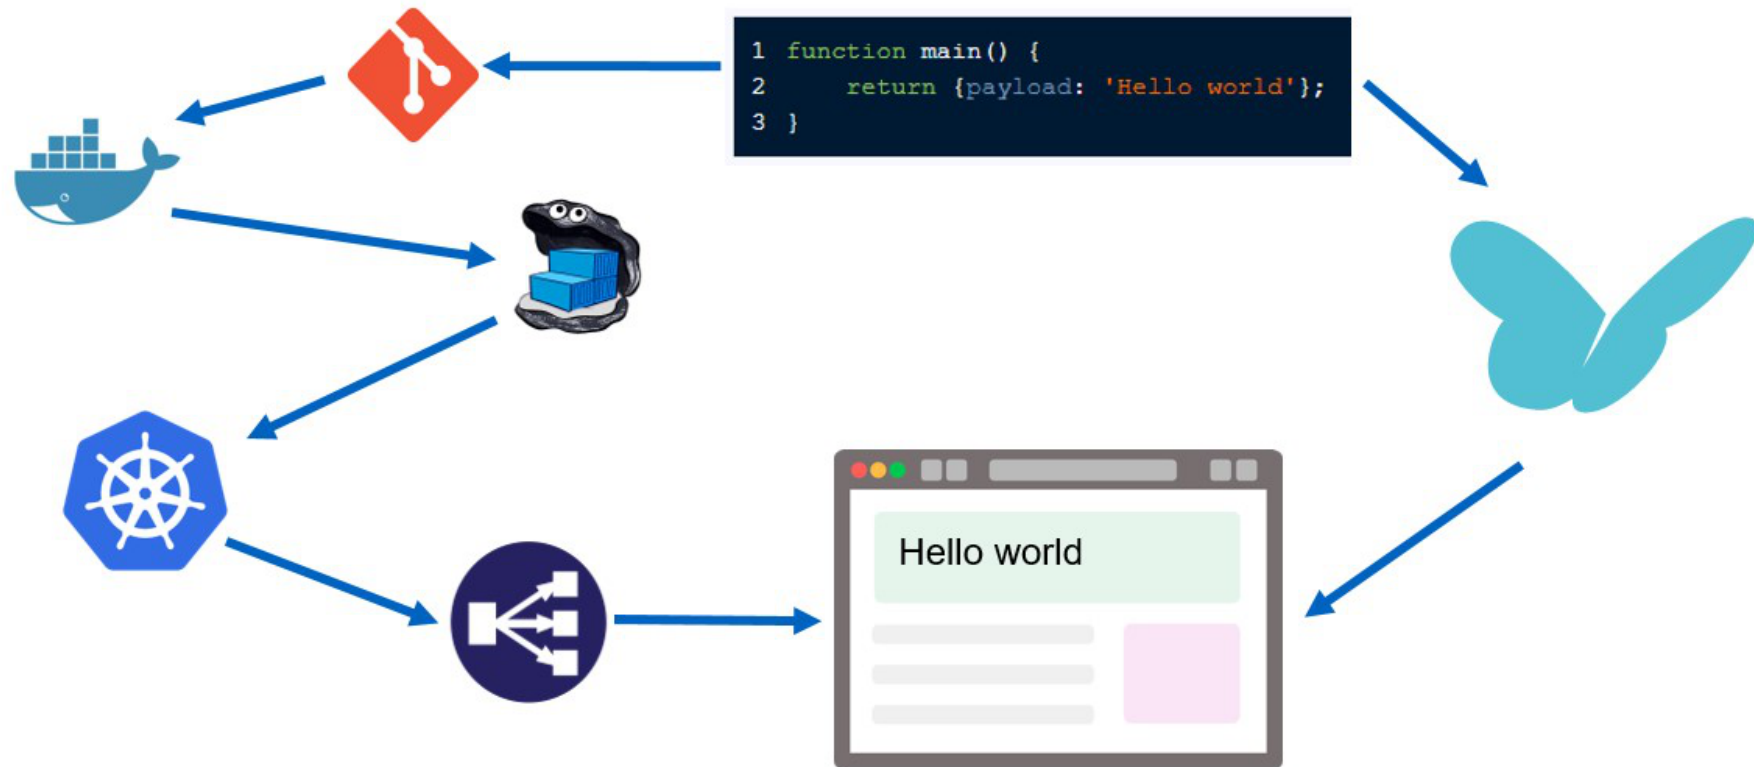 1 function main() {
2     return {payload: 'Hello world'};
3 }
Hello world